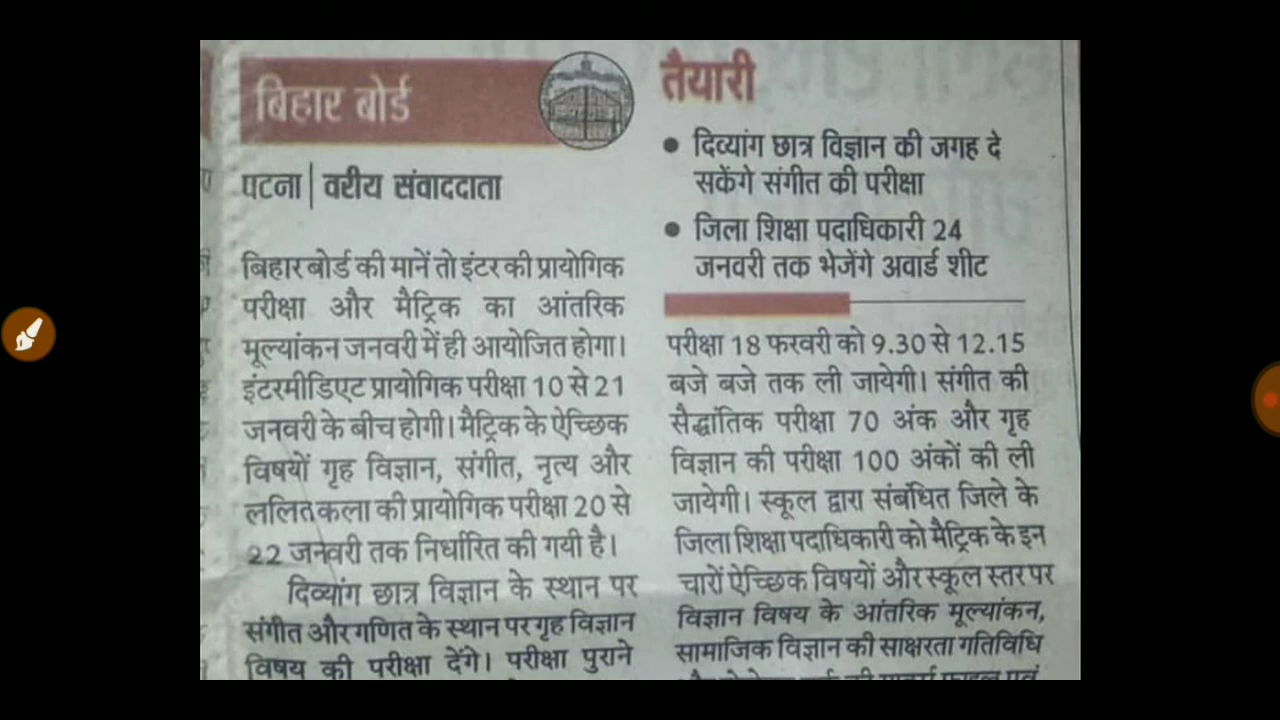 बिहार बोर्ड
पटना | वरीय संवाददाता
बिहार बोर्ड की मानें तो इंटर की प्रायोगिक
परीक्षा और मैट्रिक का आंतरिक
मूल्यांकन जनवरी में ही आयोजित होगा।
इंटरमीडिएट प्रायोगिक परीक्षा 10 से 21
जनवरी के बीच होगी। मैट्रिक के ऐच्छिक
विषयों गृह विज्ञान, संगीत, नृत्य और
ललित कला की प्रायोगिक परीक्षा 20 से
22 जनवरी तक निर्धारित की गयी है।
दिव्यांग छात्र विज्ञान के स्थान पर
संगीत और गणित के स्थान पर गृह विज्ञान
विषय की परीक्षा देंगे। परीक्षा पुराने
तैयारी
● दिव्यांग छात्र विज्ञान की जगह दे
सकेंगे संगीत की परीक्षा
● जिला शिक्षा पदाधिकारी 24
जनवरी तक भेजेंगे अवार्ड शीट
परीक्षा 18 फरवरी को 9.30 से 12.15
बजे बजे तक ली जायेगी। संगीत की
सैद्धांतिक परीक्षा 70 अंक और गृह
विज्ञान की परीक्षा 100 अंकों की ली
जायेगी। स्कूल द्वारा संबंधित जिले के
जिला शिक्षा पदाधिकारी को मैट्रिक के इन
चारों ऐच्छिक विषयों और स्कूल स्तर पर
विज्ञान विषय के आंतरिक मूल्यांकन,
सामाजिक विज्ञान की साक्षरता गतिविधि